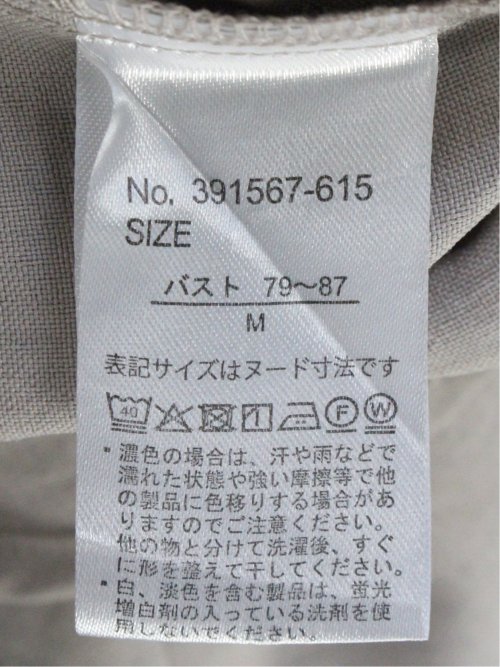 No. 391567-615
SIZE
バスト 79〜87
M
表記サイズはヌード寸法です
40 F W
・濃色の場合は、汗や雨などで
濡れた状態や強い摩擦等で他
の製品に色移りする場合があ
りますのでご注意ください。
他の物と分けて洗濯後、すぐ
に形を整えて干してください。
・白、淡色を含む製品は、蛍光
増白剤の入っている洗剤を使
用しないでください。